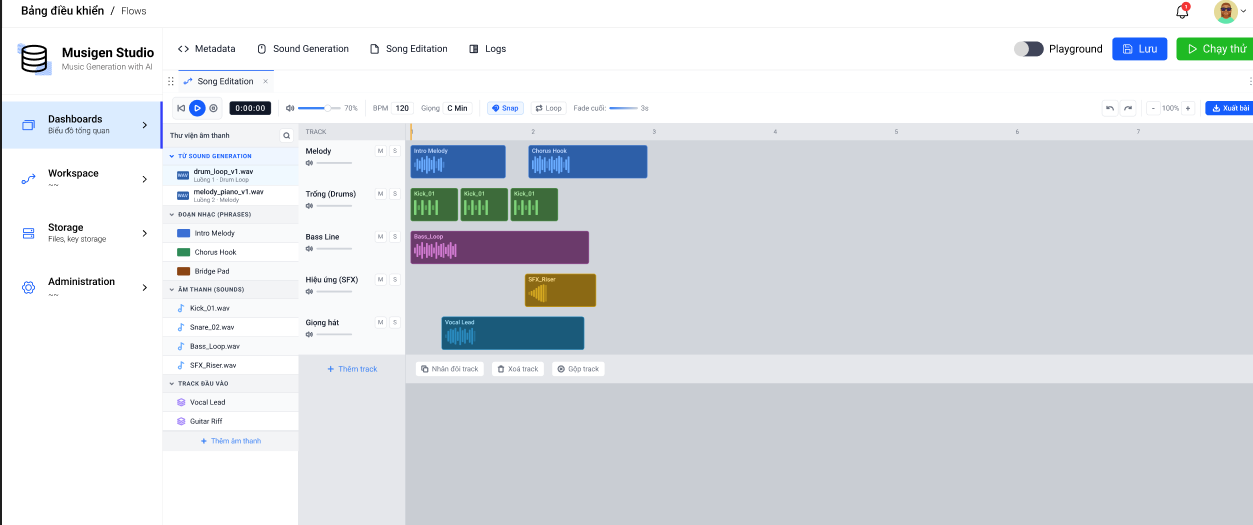 Bảng điều khiển / Flows
1
Musigen Studio
Music Generation with AI
Metadata
Sound Generation
Song Editation
Logs
Playground
Lưu
Chạy thử
Song Editation ×
0:00:00
70%
BPM 120
Giọng C Min
Snap
Loop
Fade cuối: 3s
- 100% +
Xuất bài
Dashboards
Biểu đồ tổng quan
Workspace
~~
Storage
Files, key storage
Administration
~~
Thư viện âm thanh
TỪ SOUND GENERATION
WAV
drum_loop_v1.wav
Luồng 1 · Drum Loop
WAV
melody_piano_v1.wav
Luồng 2 · Melody
ĐOẠN NHẠC (PHRASES)
Intro Melody
Chorus Hook
Bridge Pad
ÂM THANH (SOUNDS)
Kick_01.wav
Snare_02.wav
Bass_Loop.wav
SFX_Riser.wav
TRACK ĐẦU VÀO
Vocal Lead
Guitar Riff
+ Thêm âm thanh
TRACK
1 2 3 4 5 6 7
Melody M S
Intro Melody
Chorus Hook
Trống (Drums) M S
Kick_01
Kick_01
Kick_01
Bass Line M S
Bass_Loop
Hiệu ứng (SFX) M S
SFX_Riser
Giọng hát M S
Vocal Lead
+ Thêm track
Nhân đôi track
Xoá track
Gộp track